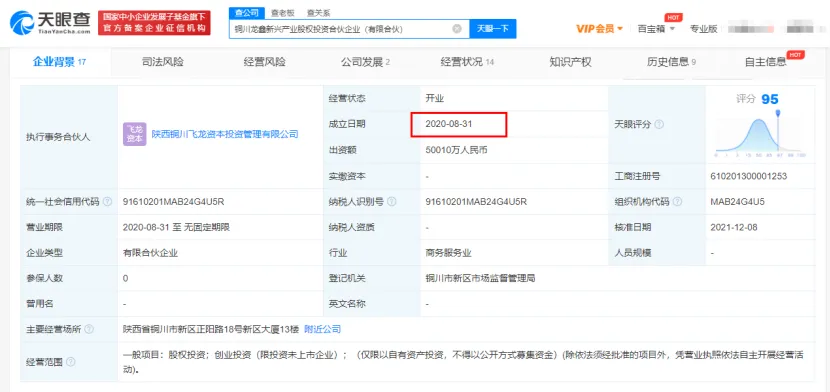 天眼查
TianYanCha.com
国家中小企业发展子基金旗下
官方备案企业征信机构
查公司 查老板 查关系
铜川龙鑫新兴产业股权投资合伙企业（有限合伙）
天眼一下
VIP会员
百宝箱
HOT
专业版
企业背景 17
司法风险
经营风险
公司发展 2
经营状况 14
知识产权
历史信息 9
自主信息
HOT
执行事务合伙人
飞龙
资本
陕西铜川飞龙资本投资管理有限公司
经营状态 开业
成立日期 2020-08-31
出资额 50010万人民币
实缴资本 -
天眼评分
评分 95
工商注册号 610201300001253
统一社会信用代码 91610201MAB24G4U5R 纳税人识别号 91610201MAB24G4U5R 组织机构代码 MAB24G4U5
营业期限 2020-08-31 至 无固定期限 纳税人资质 - 核准日期 2021-12-08
企业类型 有限合伙企业 行业 商务服务业 人员规模 -
参保人数 0 登记机关 铜川市新区市场监督管理局
曾用名 - 英文名称 -
主要经营场所 陕西省铜川市新区正阳路18号新区大厦13楼 附近公司
经营范围 一般项目：股权投资；创业投资（限投资未上市企业）；（仅限以自有资产投资，不得以公开方式募集资金）(除依法须经批准的项目外，凭营业执照依法自主开展经营活
动)。